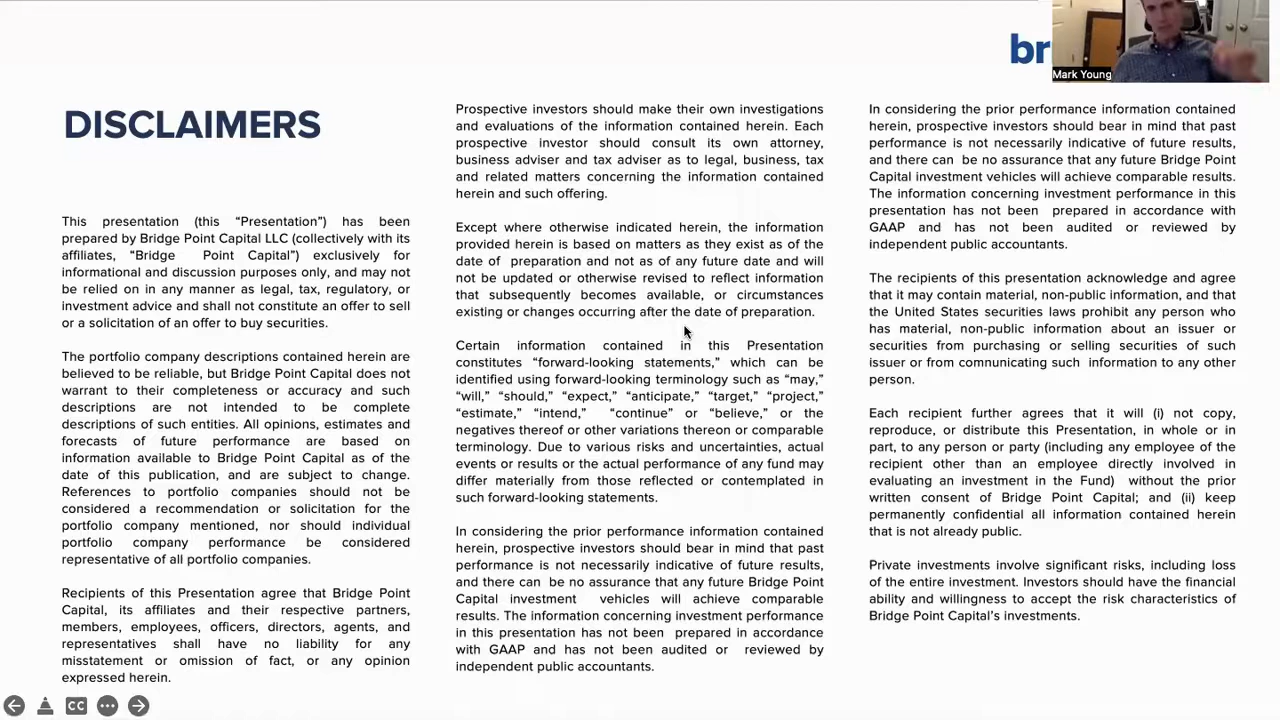 br
Mark Young
DISCLAIMERS
This presentation (this “Presentation”) has been
prepared by Bridge Point Capital LLC (collectively with its
affiliates, “Bridge Point Capital”) exclusively for
informational and discussion purposes only, and may not
be relied on in any manner as legal, tax, regulatory, or
investment advice and shall not constitute an offer to sell
or a solicitation of an offer to buy securities.
The portfolio company descriptions contained herein are
believed to be reliable, but Bridge Point Capital does not
warrant to their completeness or accuracy and such
descriptions are not intended to be complete
descriptions of such entities. All opinions, estimates and
forecasts of future performance are based on
information available to Bridge Point Capital as of the
date of this publication, and are subject to change.
References to portfolio companies should not be
considered a recommendation or solicitation for the
portfolio company mentioned, nor should individual
portfolio company performance be considered
representative of all portfolio companies.
Recipients of this Presentation agree that Bridge Point
Capital, its affiliates and their respective partners,
members, employees, officers, directors, agents, and
representatives shall have no liability for any
misstatement or omission of fact, or any opinion
expressed herein.
Prospective investors should make their own investigations
and evaluations of the information contained herein. Each
prospective investor should consult its own attorney,
business adviser and tax adviser as to legal, business, tax
and related matters concerning the information contained
herein and such offering.
Except where otherwise indicated herein, the information
provided herein is based on matters as they exist as of the
date of preparation and not as of any future date and will
not be updated or otherwise revised to reflect information
that subsequently becomes available, or circumstances
existing or changes occurring after the date of preparation.
Certain information contained in this Presentation
constitutes “forward-looking statements,” which can be
identified using forward-looking terminology such as “may,”
“will,” “should,” “expect,” “anticipate,” “target,” “project,”
“estimate,” “intend,” “continue” or “believe,” or the
negatives thereof or other variations thereon or comparable
terminology. Due to various risks and uncertainties, actual
events or results or the actual performance of any fund may
differ materially from those reflected or contemplated in
such forward-looking statements.
In considering the prior performance information contained
herein, prospective investors should bear in mind that past
performance is not necessarily indicative of future results,
and there can be no assurance that any future Bridge Point
Capital investment vehicles will achieve comparable
results. The information concerning investment performance
in this presentation has not been prepared in accordance
with GAAP and has not been audited or reviewed by
independent public accountants.
In considering the prior performance information contained
herein, prospective investors should bear in mind that past
performance is not necessarily indicative of future results,
and there can be no assurance that any future Bridge Point
Capital investment vehicles will achieve comparable results.
The information concerning investment performance in this
presentation has not been prepared in accordance with
GAAP and has not been audited or reviewed by
independent public accountants.
The recipients of this presentation acknowledge and agree
that it may contain material, non-public information, and that
the United States securities laws prohibit any person who
has material, non-public information about an issuer or
securities from purchasing or selling securities of such
issuer or from comnunicating such information to any other
person.
Each recipient further agrees that it will (i) not copy,
reproduce, or distribute this Presentation, in whole or in
part, to any person or party (including any employee of the
recipient other than an employee directly involved in
evaluating an investment in the Fund) without the prior
written consent of Bridge Point Capital; and (ii) keep
permanently confidential all information contained herein
that is not already public.
Private investments involve significant risks, including loss
of the entire investment. Investors should have the financial
ability and willingness to accept the risk characteristics of
Bridge Point Capital’s investments.
CC